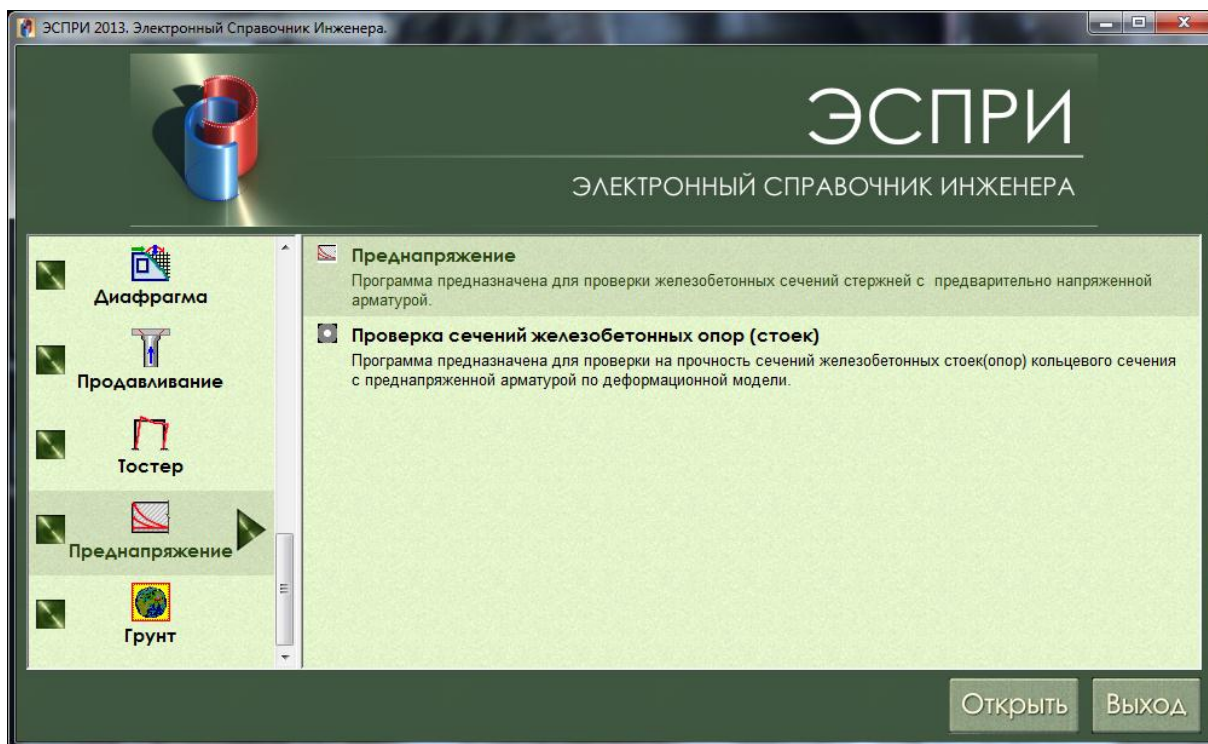 ЭСПРИ 2013. Электронный Справочник Инженера.
ЭСПРИ
ЭЛЕКТРОННЫЙ СПРАВОЧНИК ИНЖЕНЕРА
Диафрагма
Продавливание
Тостер
Преднапряжение
Грунт
Преднапряжение
Программа предназначена для проверки железобетонных сечений стержней с предварительно напряженной
арматурой.
Проверка сечений железобетонных опор (стоек)
Программа предназначена для проверки на прочность сечений железобетонных стоек(опор) кольцевого сечения
с преднапряженной арматурой по деформационной модели.
Открыть
Выход